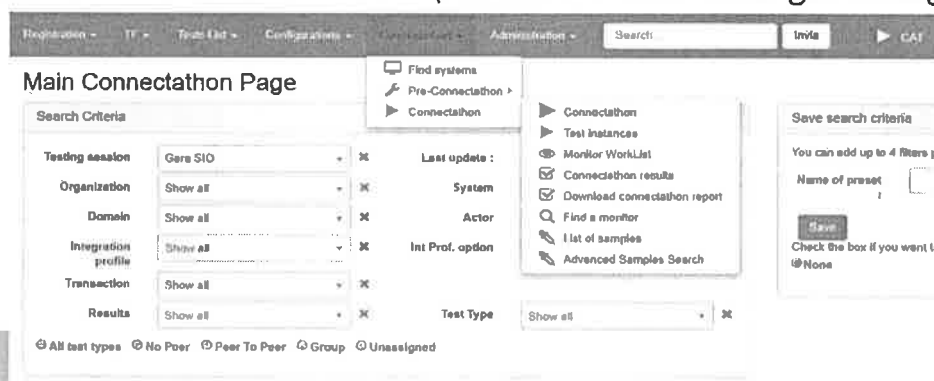 Registration TF Tests List Configurations Connectathon Administration Search Invia CAT
Main Connectathon Page
Find systems
Pre-Connectathon
Connectathon
Connectathon
Test Instances
Monitor WorkList
Connectathon results
Download connectathon report
Find a monitor
List of samples
Advanced Samples Search
Search Criteria
Testing session Gara SIO Last update :
Organization Show all System
Domain Show all Actor
Integration profile Show all Int Prof. option
Transaction Show all
Results Show all Test Type Show all
All test types No Peer Peer To Peer Group Unassigned
Save search criteria
You can add up to 4 filters
Name of preset
:
Save
Check the box if you want
None